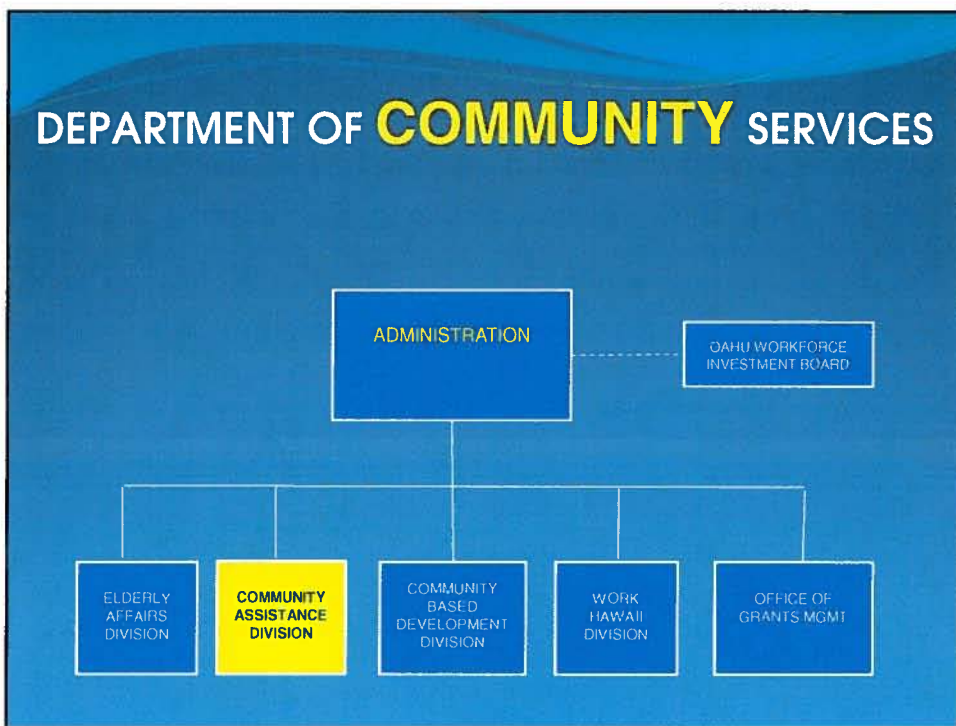 DEPARTMENT OF COMMUNITY SERVICES
ADMINISTRATION
OAHU WORKFORCE
INVESTMENT BOARD
ELDERLY
AFFAIRS
DIVISION
COMMUNITY
ASSISTANCE
DIVISION
COMMUNITY
BASED
DEVELOPMENT
DIVISION
WORK
HAWAII
DIVISION
OFFICE OF
GRANTS MGMT